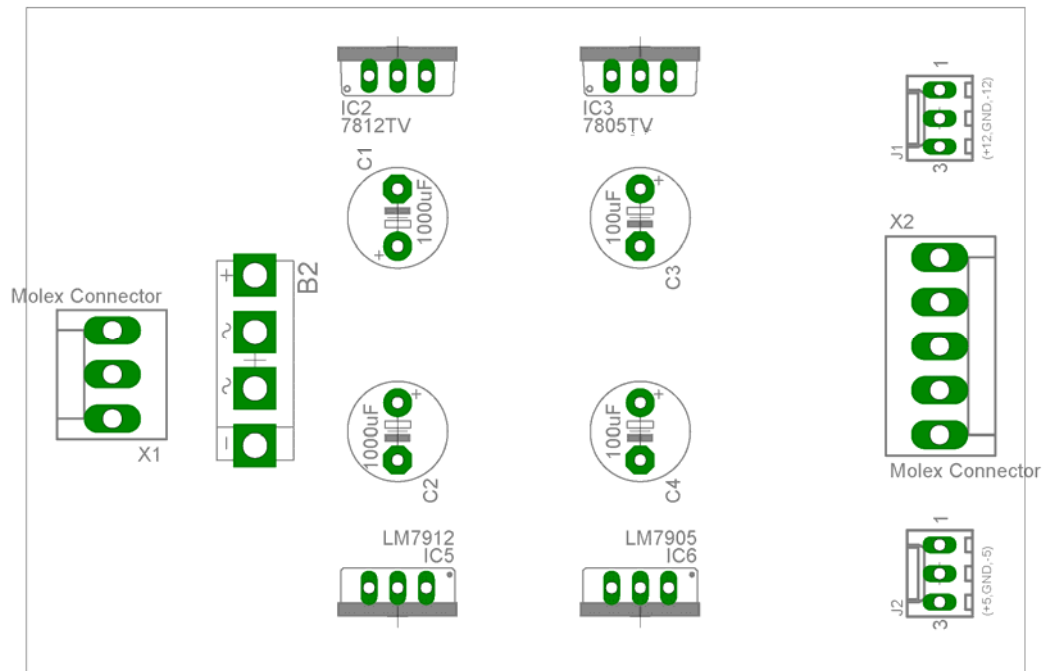 IC2
7812TV
IC3
7805TV
1
J1
3
(+12,GND,-12)
C1
1000uF
+
100uF
+
C3
X2
Molex Connector
X1
+
~
~
-
B2
1000uF
+
C2
100uF
+
C4
Molex Connector
LM7912
IC5
LM7905
IC6
1
J2
3
(+5,GND,-5)